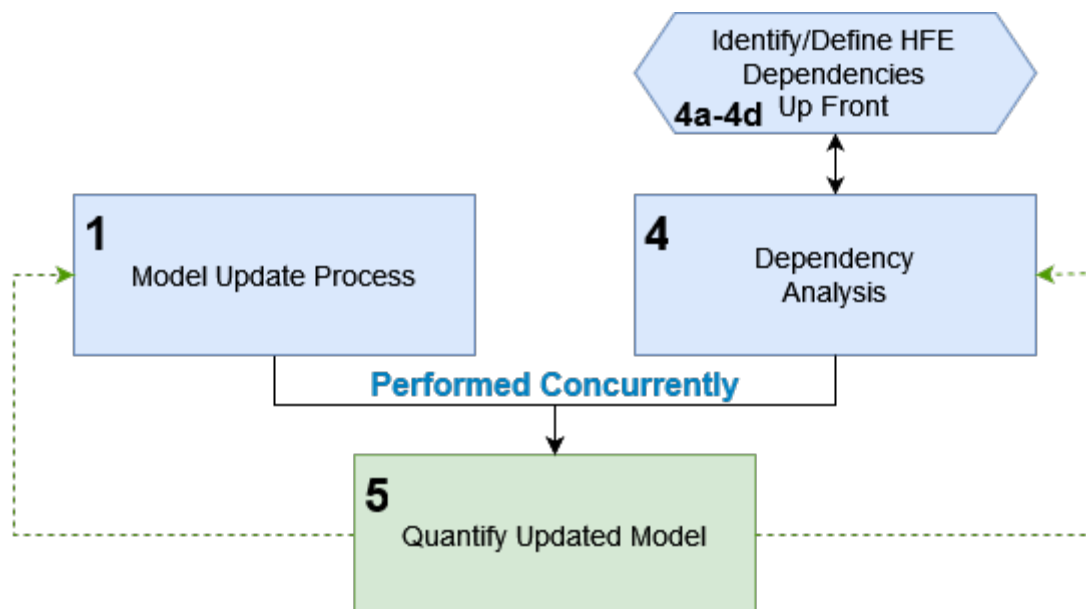 Identify/Define HFE
Dependencies
4a-4d Up Front
1
Model Update Process
4
Dependency
Analysis
Performed Concurrently
5
Quantify Updated Model